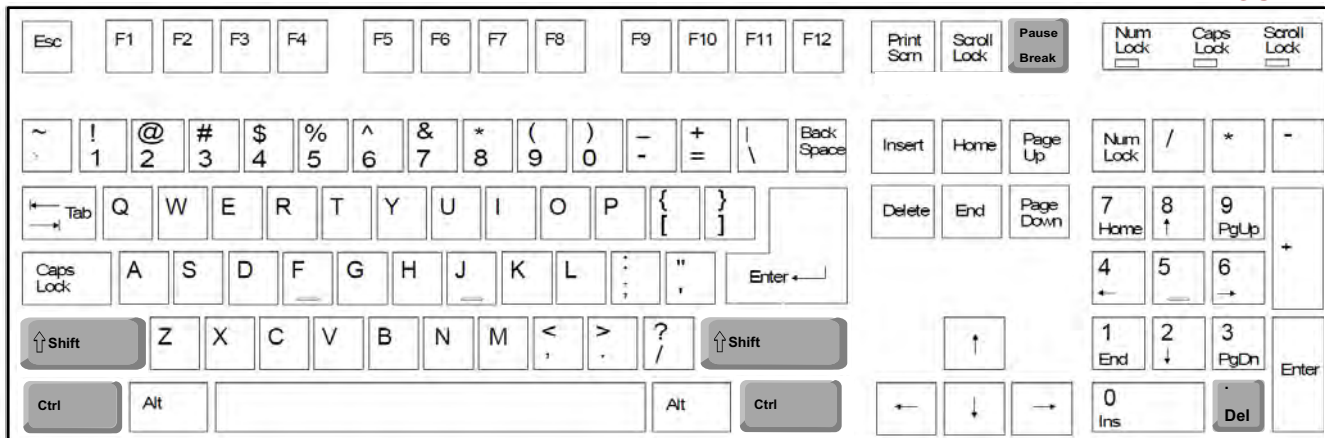 Esc F1 F2 F3 F4 F5 F6 F7 F8 F9 F10 F11 F12 Print Scrn Scroll Lock Pause Break Num Lock Caps Lock Scroll Lock
~ ` ! 1 @ 2 # 3 $ 4 % 5 ^ 6 & 7 * 8 ( 9 ) 0 _ - + = | \ Back Space Insert Home Page Up Num Lock / * -
Tab Q W E R T Y U I O P { [ } ] Delete End Page Down 7 Home 8 ↑ 9 PgUp +
Caps Lock A S D F G H J K L : ; " ' Enter 4 ← 5 6 →
Shift Z X C V B N M < , > . ? / Shift ↑ 1 End 2 ↓ 3 PgDn Enter
Ctrl Alt Alt Ctrl ← ↓ → 0 Ins . Del